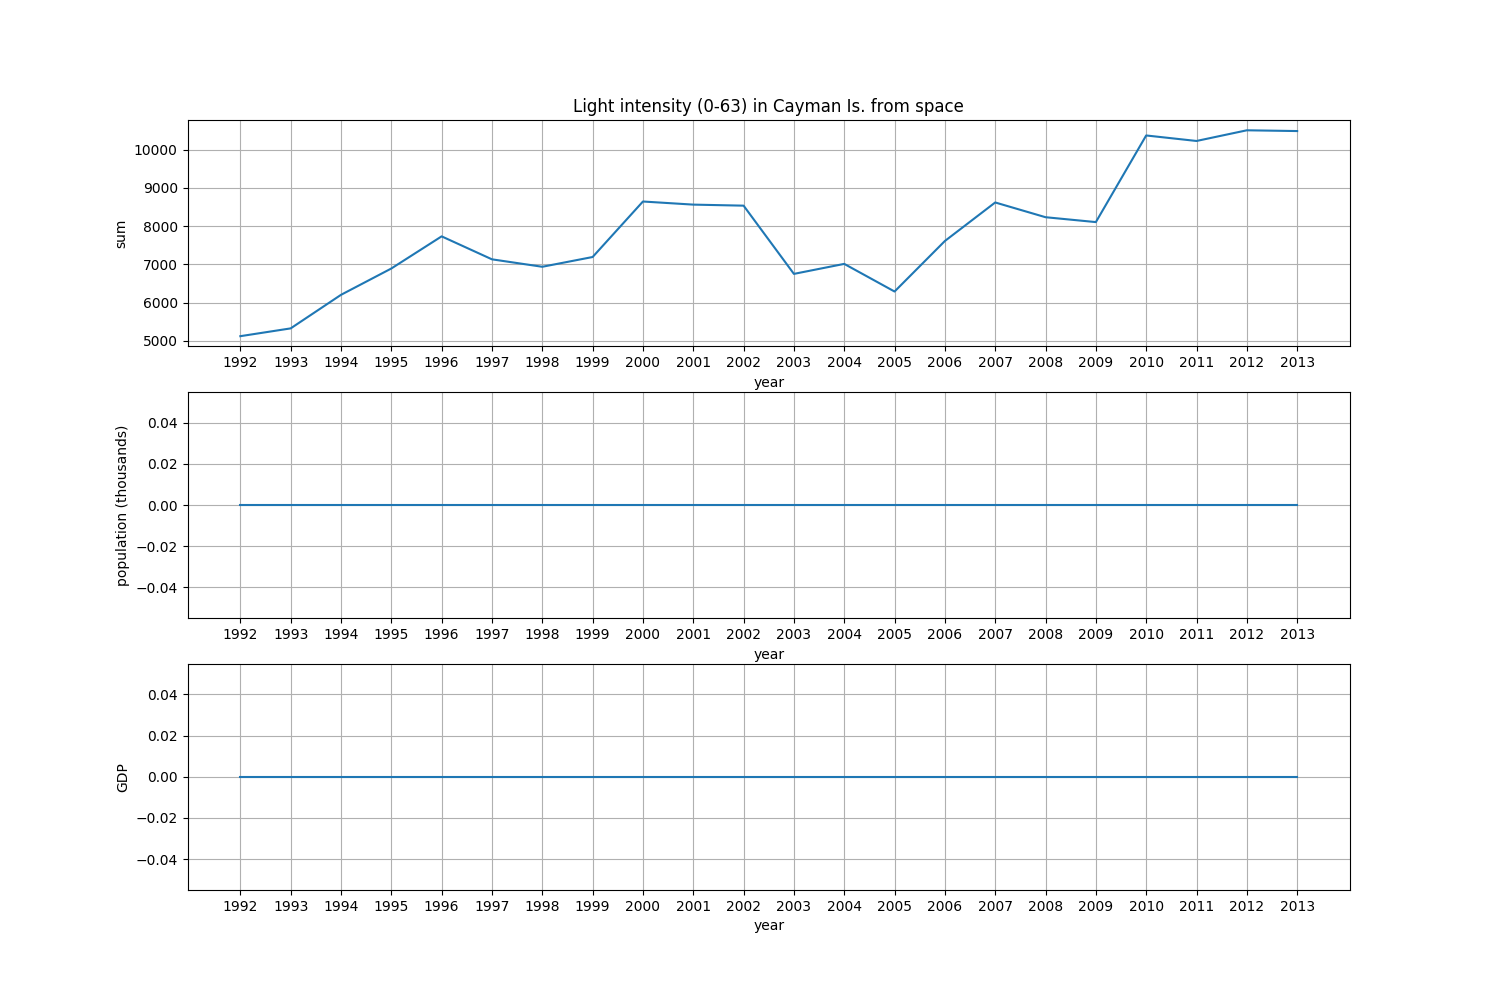 Light intensity (0-63) in Cayman Is. from space
10000
9000
8000
7000
6000
5000
sum
1992 1993 1994 1995 1996 1997 1998 1999 2000 2001 2002 2003 2004 2005 2006 2007 2008 2009 2010 2011 2012 2013
year
0.04
0.02
0.00
−0.02
−0.04
population (thousands)
1992 1993 1994 1995 1996 1997 1998 1999 2000 2001 2002 2003 2004 2005 2006 2007 2008 2009 2010 2011 2012 2013
year
0.04
0.02
0.00
−0.02
−0.04
GDP
1992 1993 1994 1995 1996 1997 1998 1999 2000 2001 2002 2003 2004 2005 2006 2007 2008 2009 2010 2011 2012 2013
year